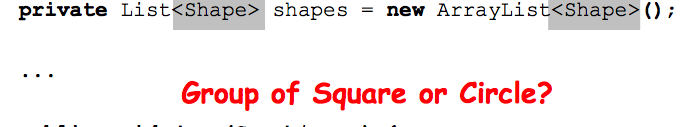 private List<Shape> shapes = new ArrayList<Shape>();
...
Group of Square or Circle?